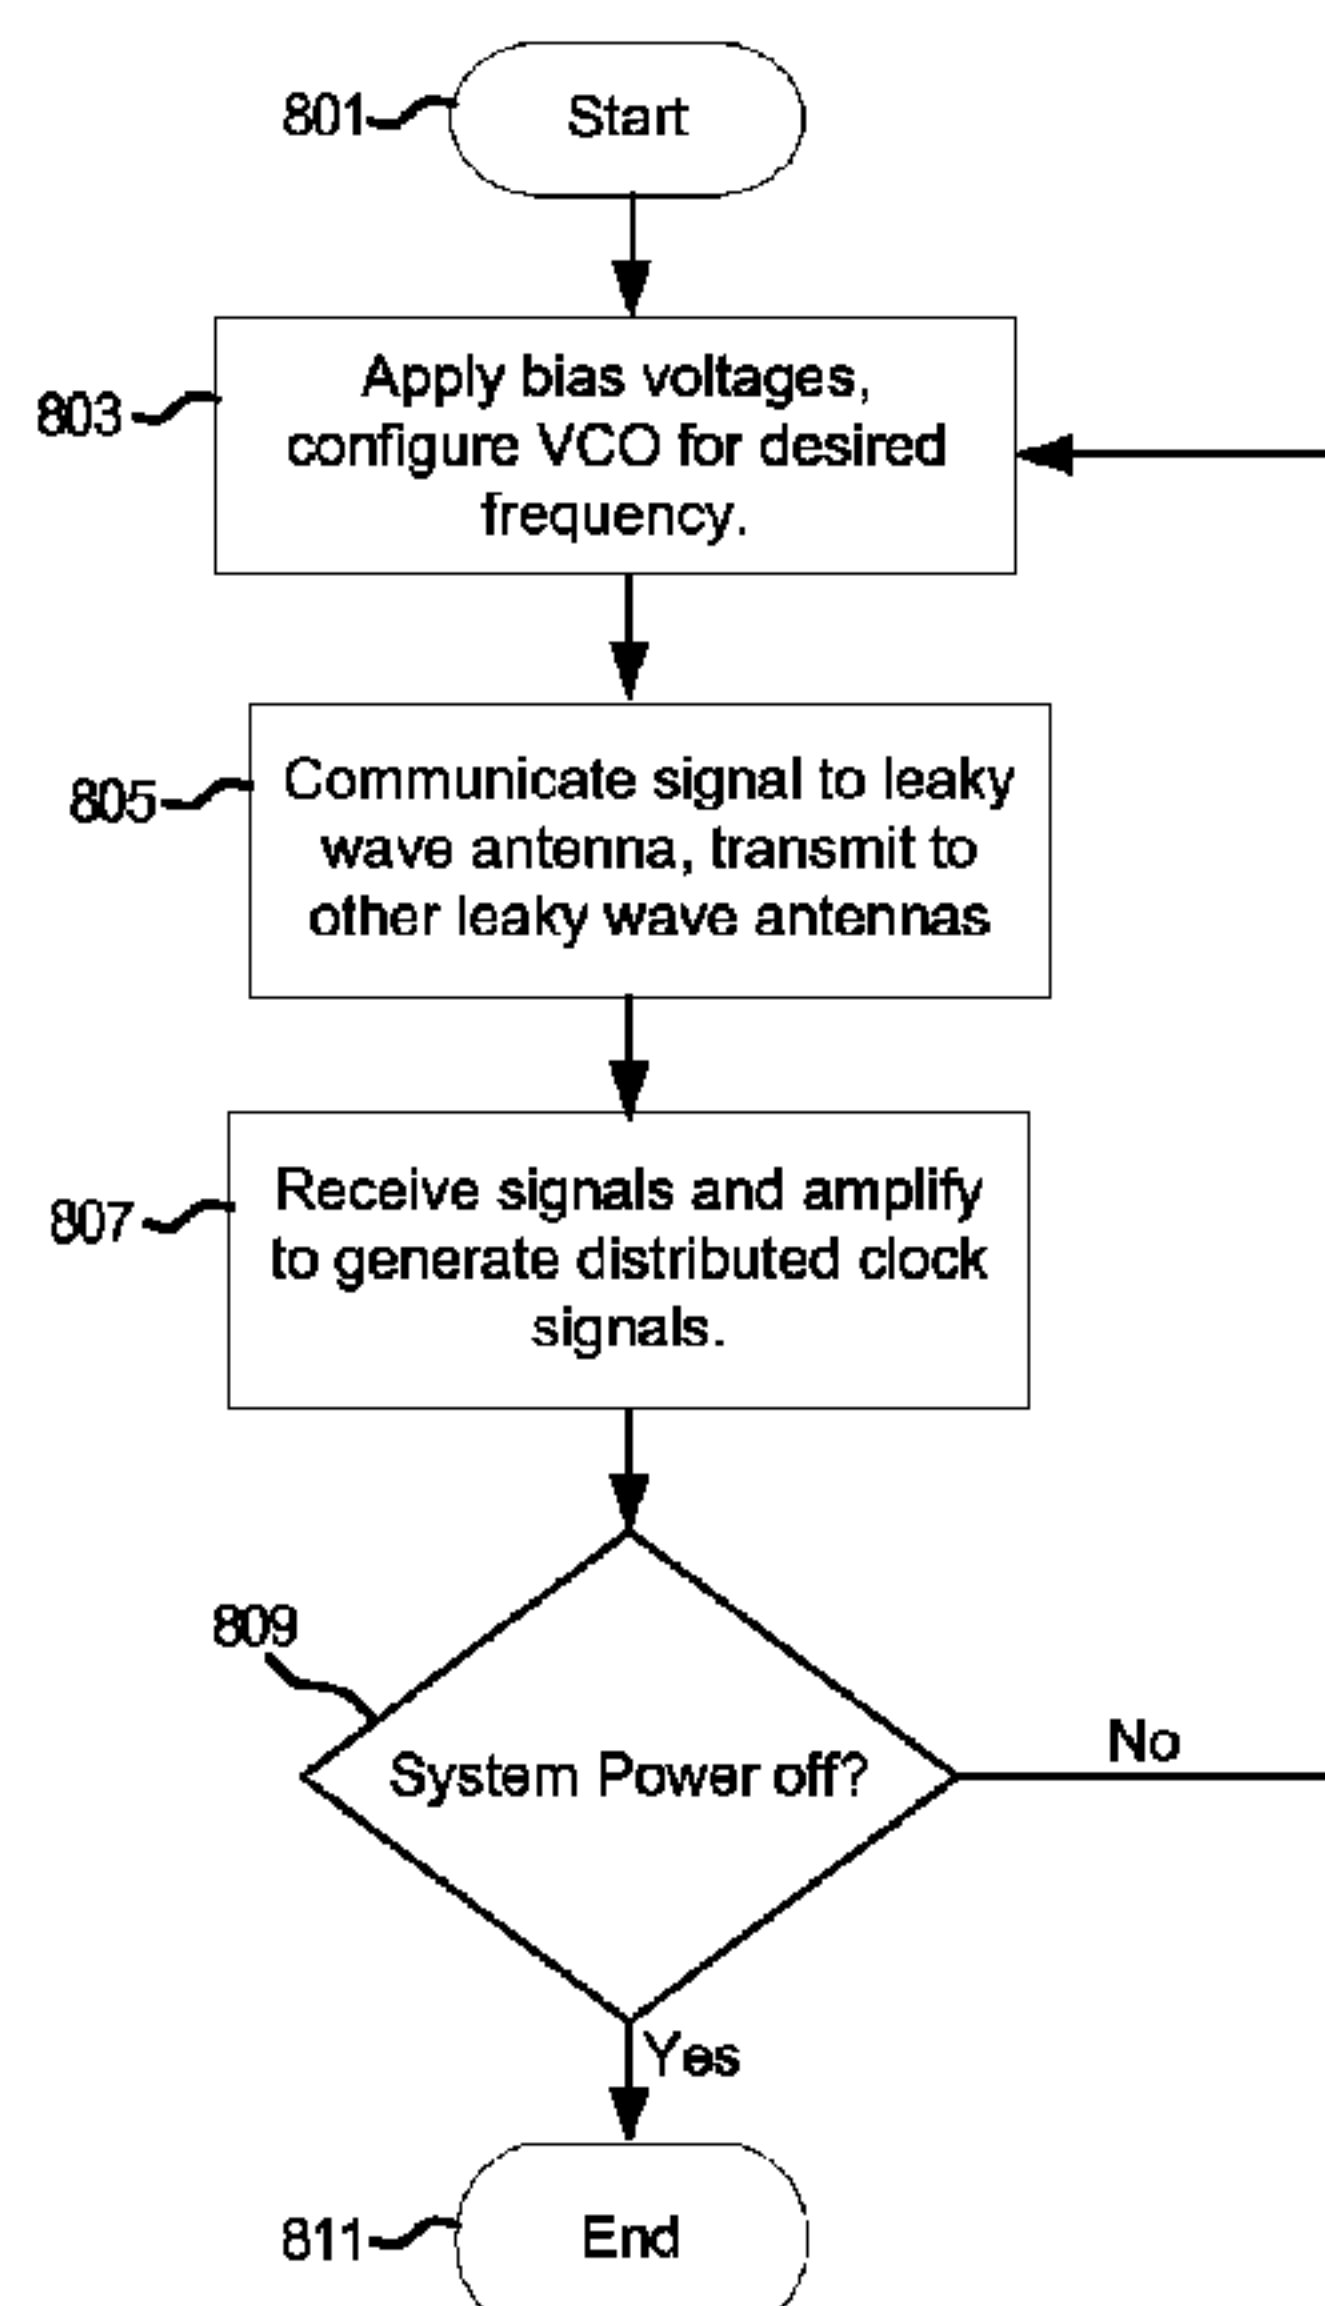 801
Start
803
Apply bias voltages,
configure VCO for desired
frequency.
805
Communicate signal to leaky
wave antenna, transmit to
other leaky wave antennas
807
Receive signals and amplify
to generate distributed clock
signals.
809
System Power off?
No
Yes
811
End